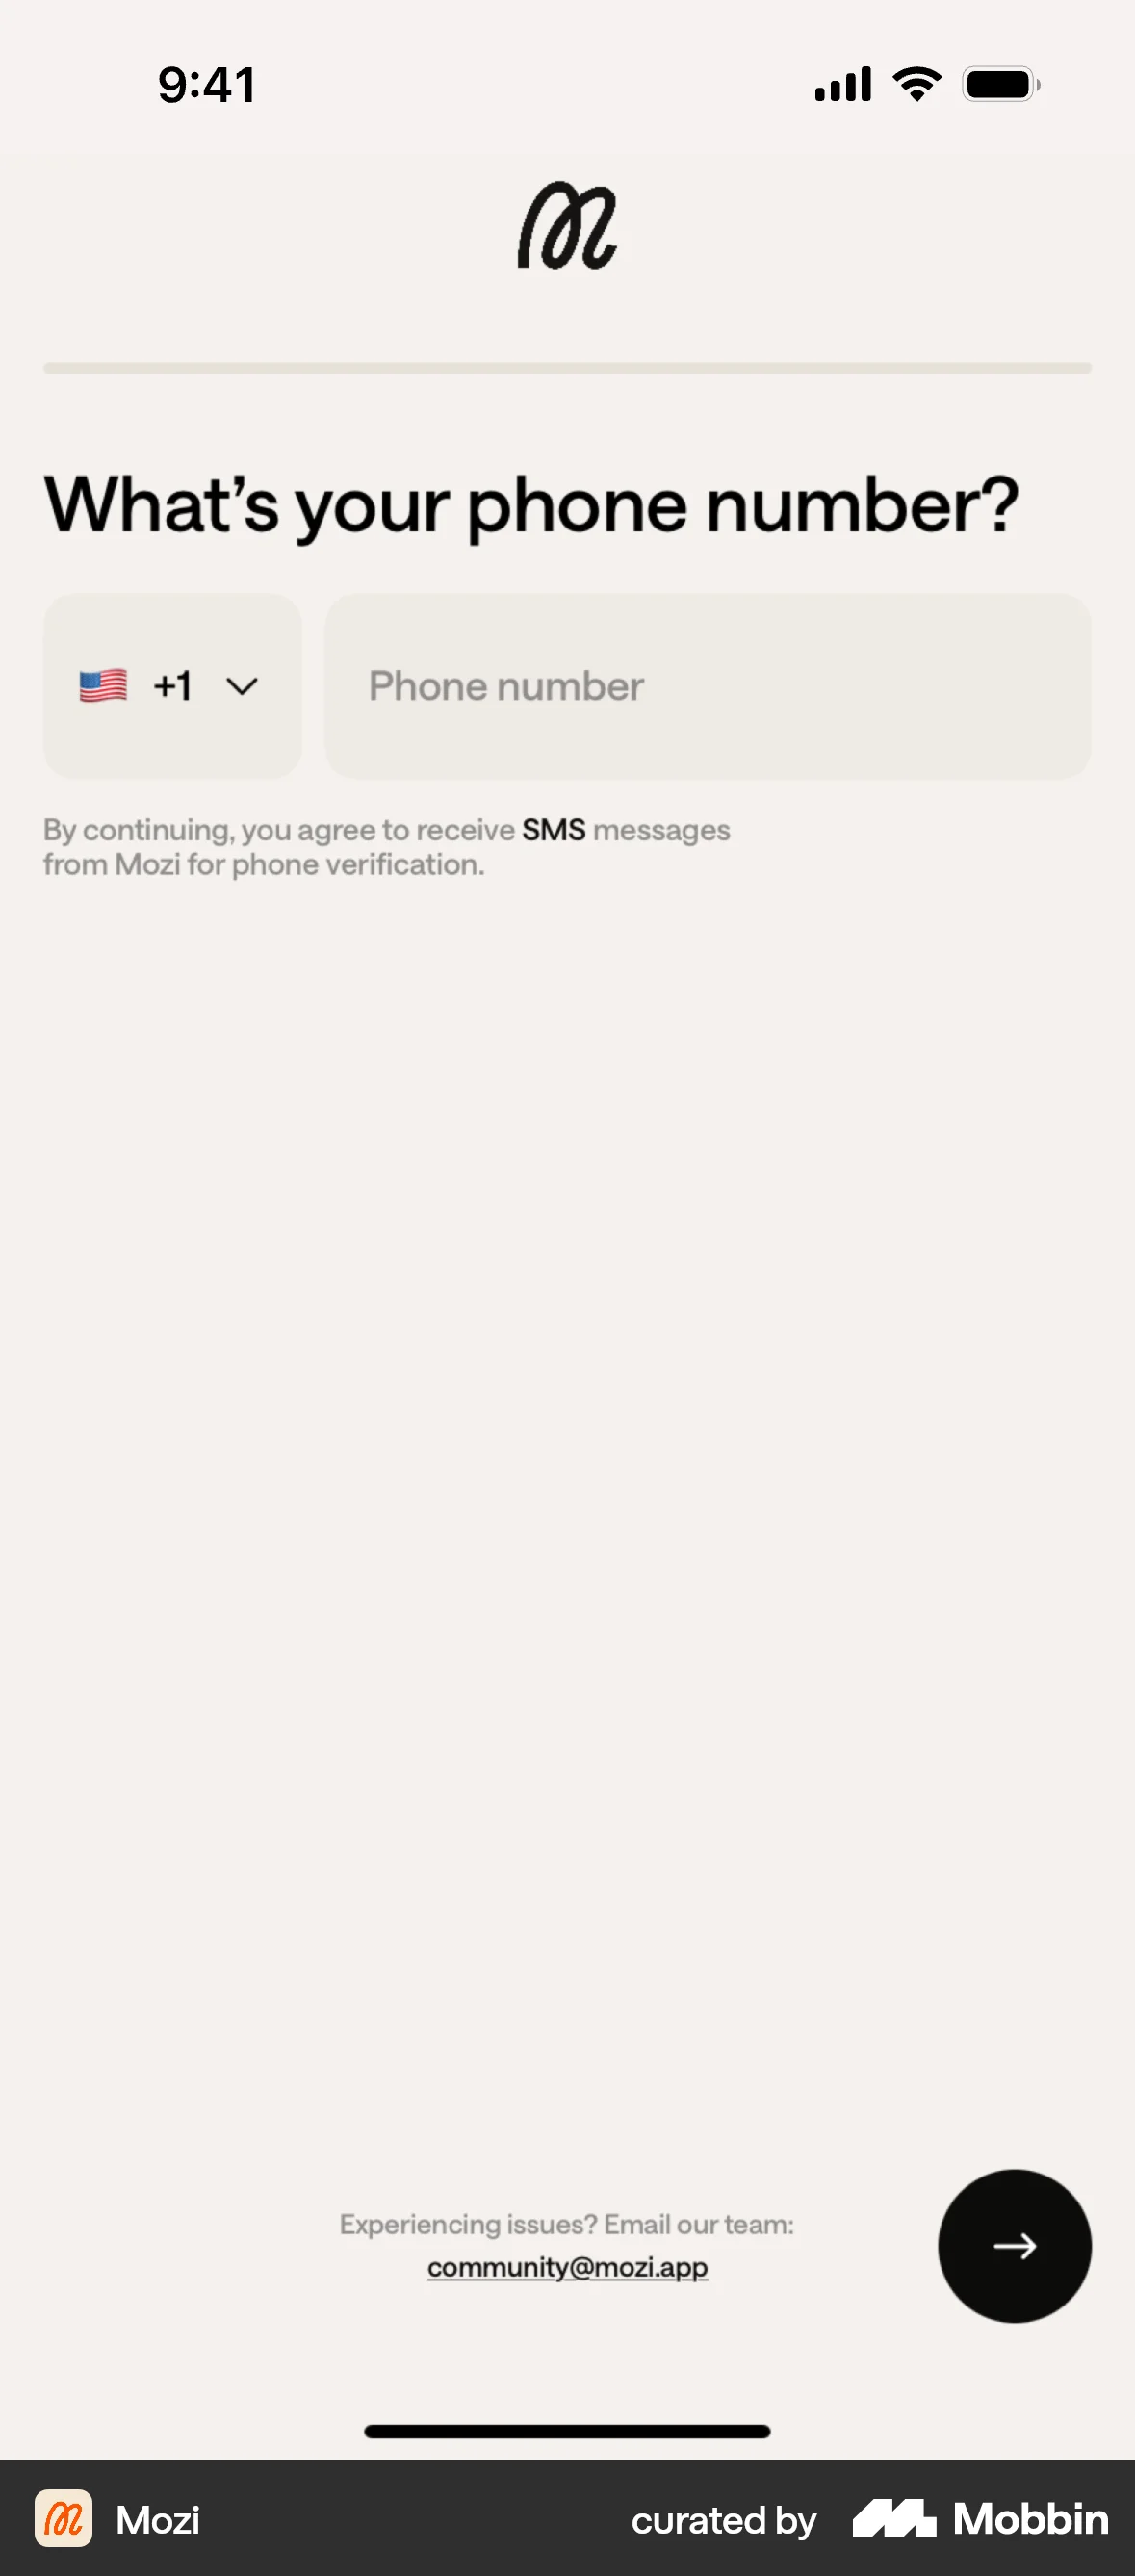 9:41
What’s your phone number?
+1
Phone number
By continuing, you agree to receive SMS messages
from Mozi for phone verification.
Experiencing issues? Email our team:
community@mozi.app
Mozi
curated by Mobbin